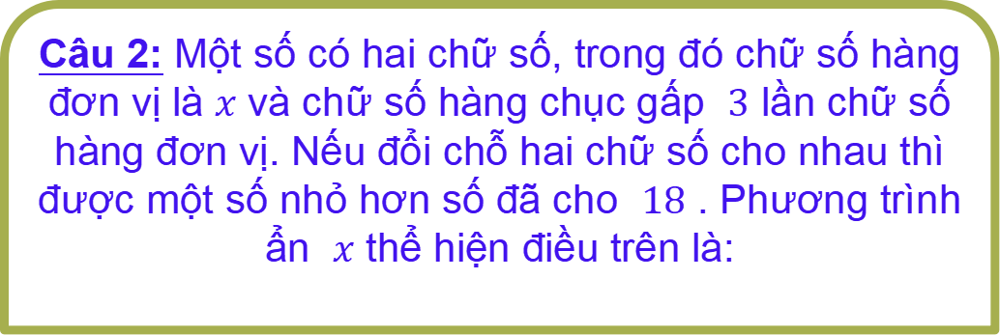 Câu 2: Một số có hai chữ số, trong đó chữ số hàng
đơn vị là x và chữ số hàng chục gấp 3 lần chữ số
hàng đơn vị. Nếu đổi chỗ hai chữ số cho nhau thì
được một số nhỏ hơn số đã cho 18 . Phương trình
ẩn x thể hiện điều trên là: